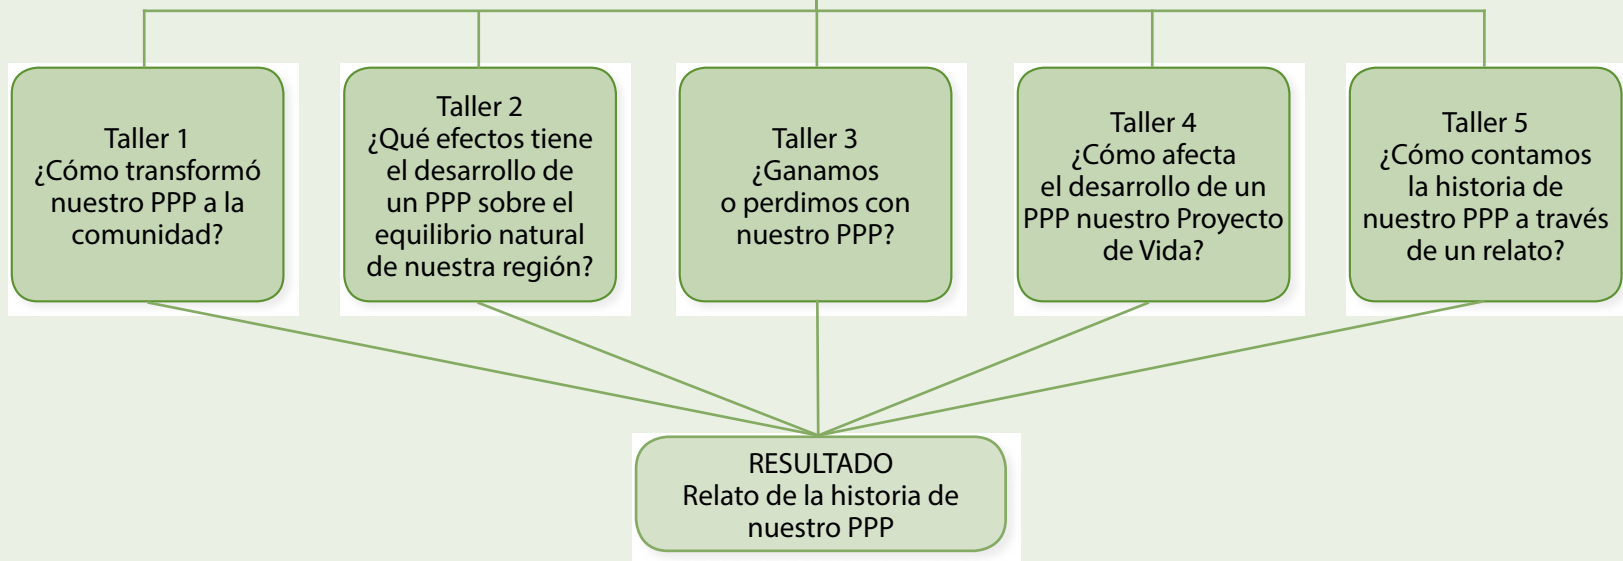 Taller 1
¿Cómo transformó
nuestro PPP a la
comunidad?
Taller 2
¿Qué efectos tiene
el desarrollo de
un PPP sobre el
equilibrio natural
de nuestra región?
Taller 3
¿Ganamos
o perdimos con
nuestro PPP?
Taller 4
¿Cómo afecta
el desarrollo de un
PPP nuestro Proyecto
de Vida?
Taller 5
¿Cómo contamos
la historia de
nuestro PPP a través
de un relato?
RESULTADO
Relato de la historia de
nuestro PPP